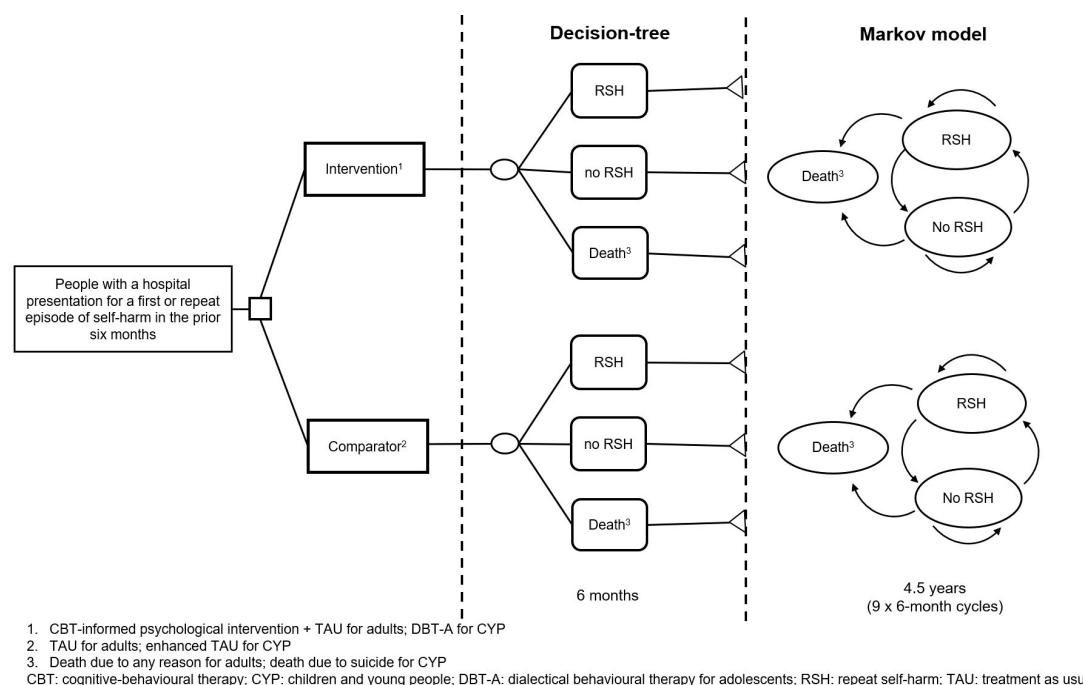 Decision-tree
Markov model
People with a hospital
presentation for a first or repeat
episode of self-harm in the prior
six months
Intervention¹
RSH
no RSH
Death³
RSH
Death³
No RSH
Comparator²
RSH
no RSH
Death³
RSH
Death³
No RSH
6 months
4.5 years
(9 x 6-month cycles)
1. CBT-informed psychological intervention + TAU for adults; DBT-A for CYP
2. TAU for adults; enhanced TAU for CYP
3. Death due to any reason for adults; death due to suicide for CYP
CBT: cognitive-behavioural therapy; CYP: children and young people; DBT-A: dialectical behavioural therapy for adolescents; RSH: repeat self-harm; TAU: treatment as usu